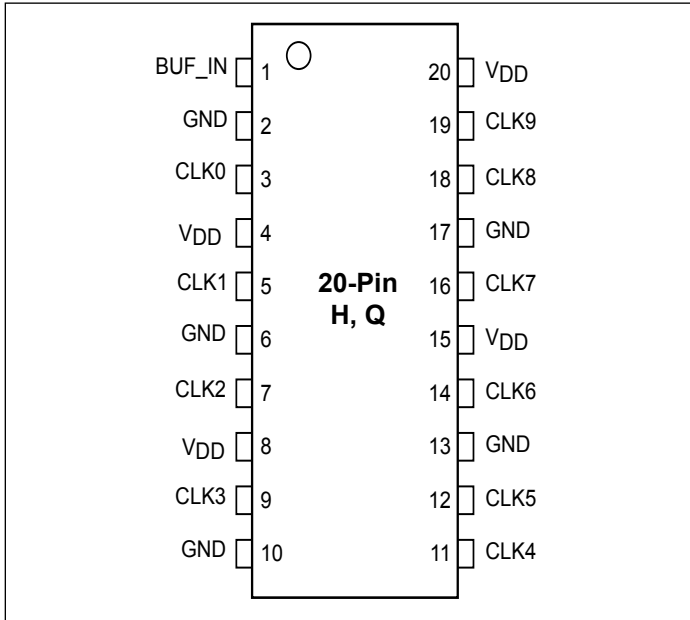 BUF_IN 1 20 VDD
GND 2 19 CLK9
CLK0 3 18 CLK8
VDD 4 17 GND
CLK1 5 20-Pin 16 CLK7
H, Q
GND 6 15 VDD
CLK2 7 14 CLK6
VDD 8 13 GND
CLK3 9 12 CLK5
GND 10 11 CLK4